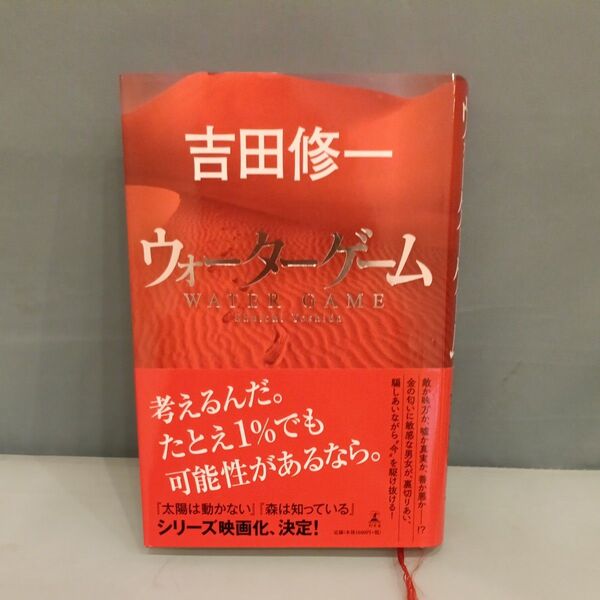 吉田修一
ウォーターゲーム
WATER GAME
Shuichi Yoshida
考えるんだ。
たとえ1%でも
可能性があるなら。
敵か味方か、嘘か真実か、善か悪か――!?
金の匂いに敏感な男女が、裏切りあい、
騙しあいながら“今”を駆け抜ける!
『太陽は動かない』『森は知っている』
シリーズ映画化、決定!